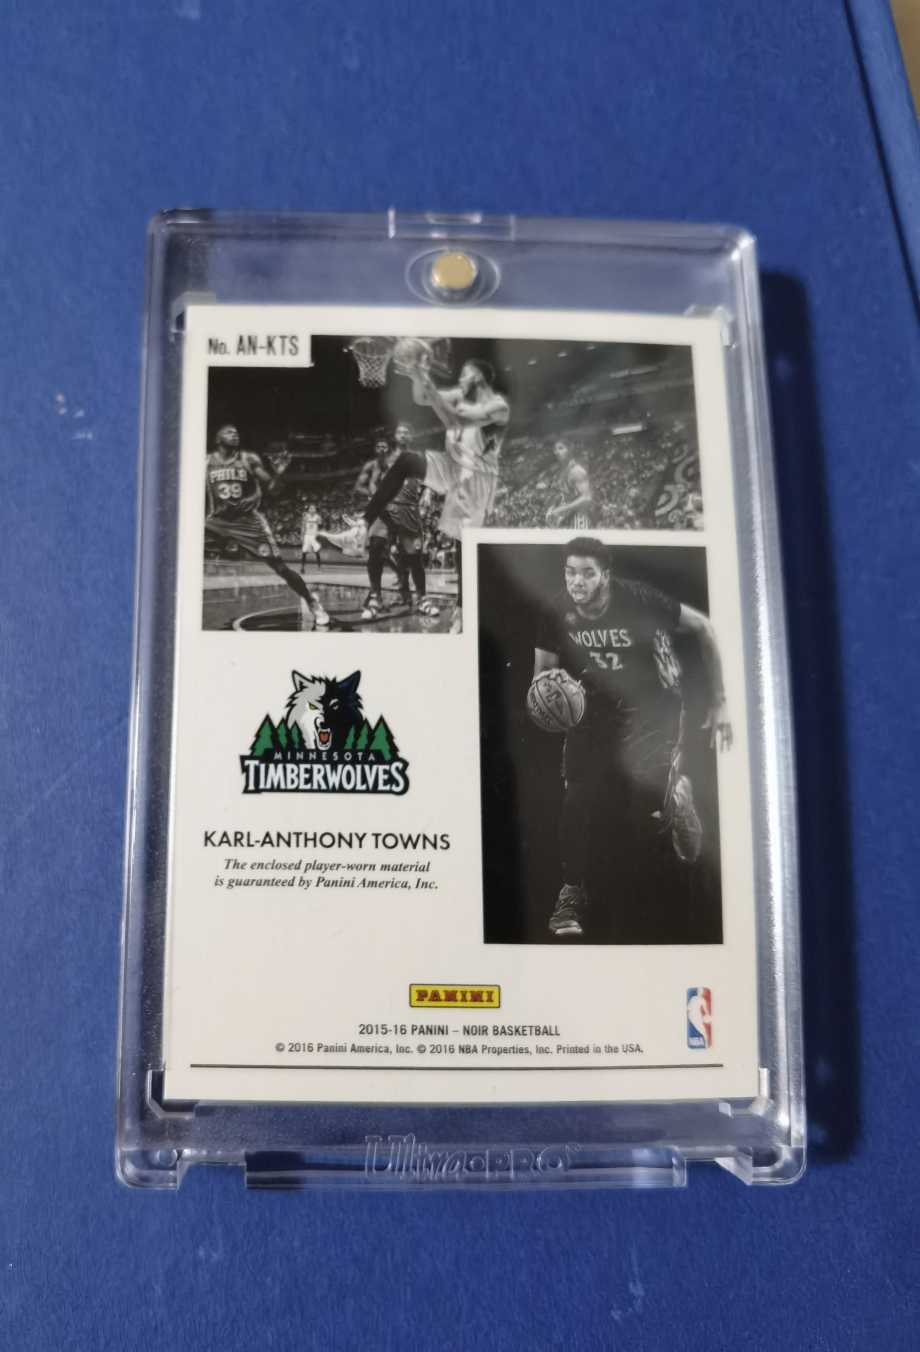 No. AN-KTS
PHILA
39
WOLVES
32
MINNESOTA
TIMBERWOLVES
KARL-ANTHONY TOWNS
The enclosed player-worn material
is guaranteed by Panini America, Inc.
PANINI
2015-16 PANINI – NOIR BASKETBALL
© 2016 Panini America, Inc. © 2016 NBA Properties, Inc. Printed in the USA.
NBA
Ultra·PRO®